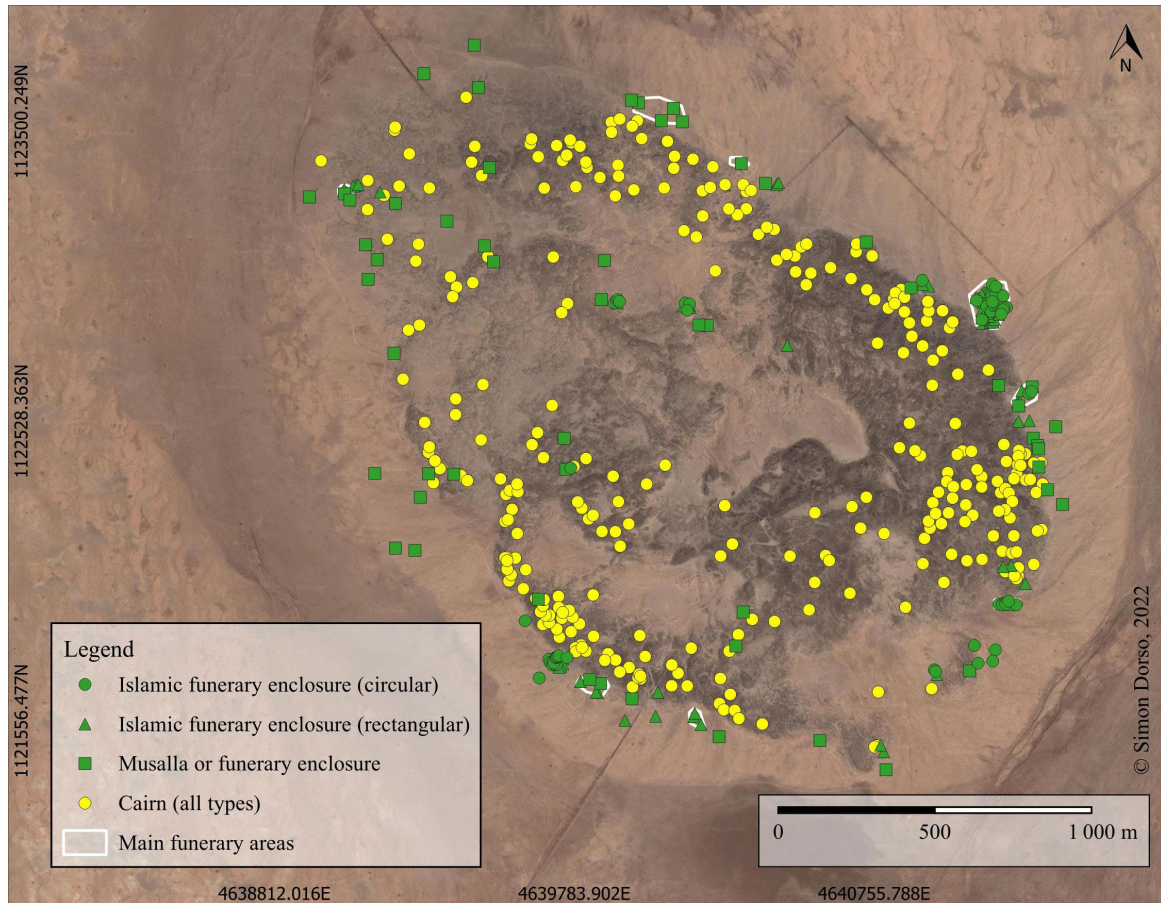 N
1123500.249N
1122528.363N
1121556.477N
Legend
Islamic funerary enclosure (circular)
Islamic funerary enclosure (rectangular)
Musalla or funerary enclosure
Cairn (all types)
Main funerary areas
0 500 1 000 m
© Simon Dorso, 2022
4638812.016E 4639783.902E 4640755.788E